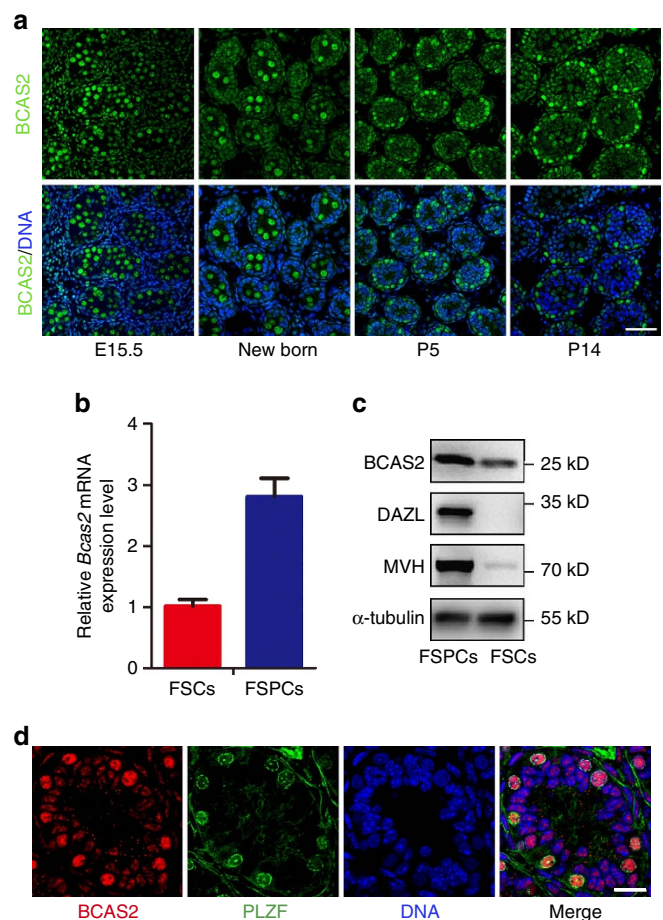 a
BCAS2
BCAS2/DNA
E15.5
New born
P5
P14
b
Relative Bcas2 mRNA
expression level
4
3
2
1
0
FSCs
FSPCs
c
BCAS2
25 kD
DAZL
35 kD
MVH
70 kD
α-tubulin
55 kD
FSPCs
FSCs
d
BCAS2
PLZF
DNA
Merge